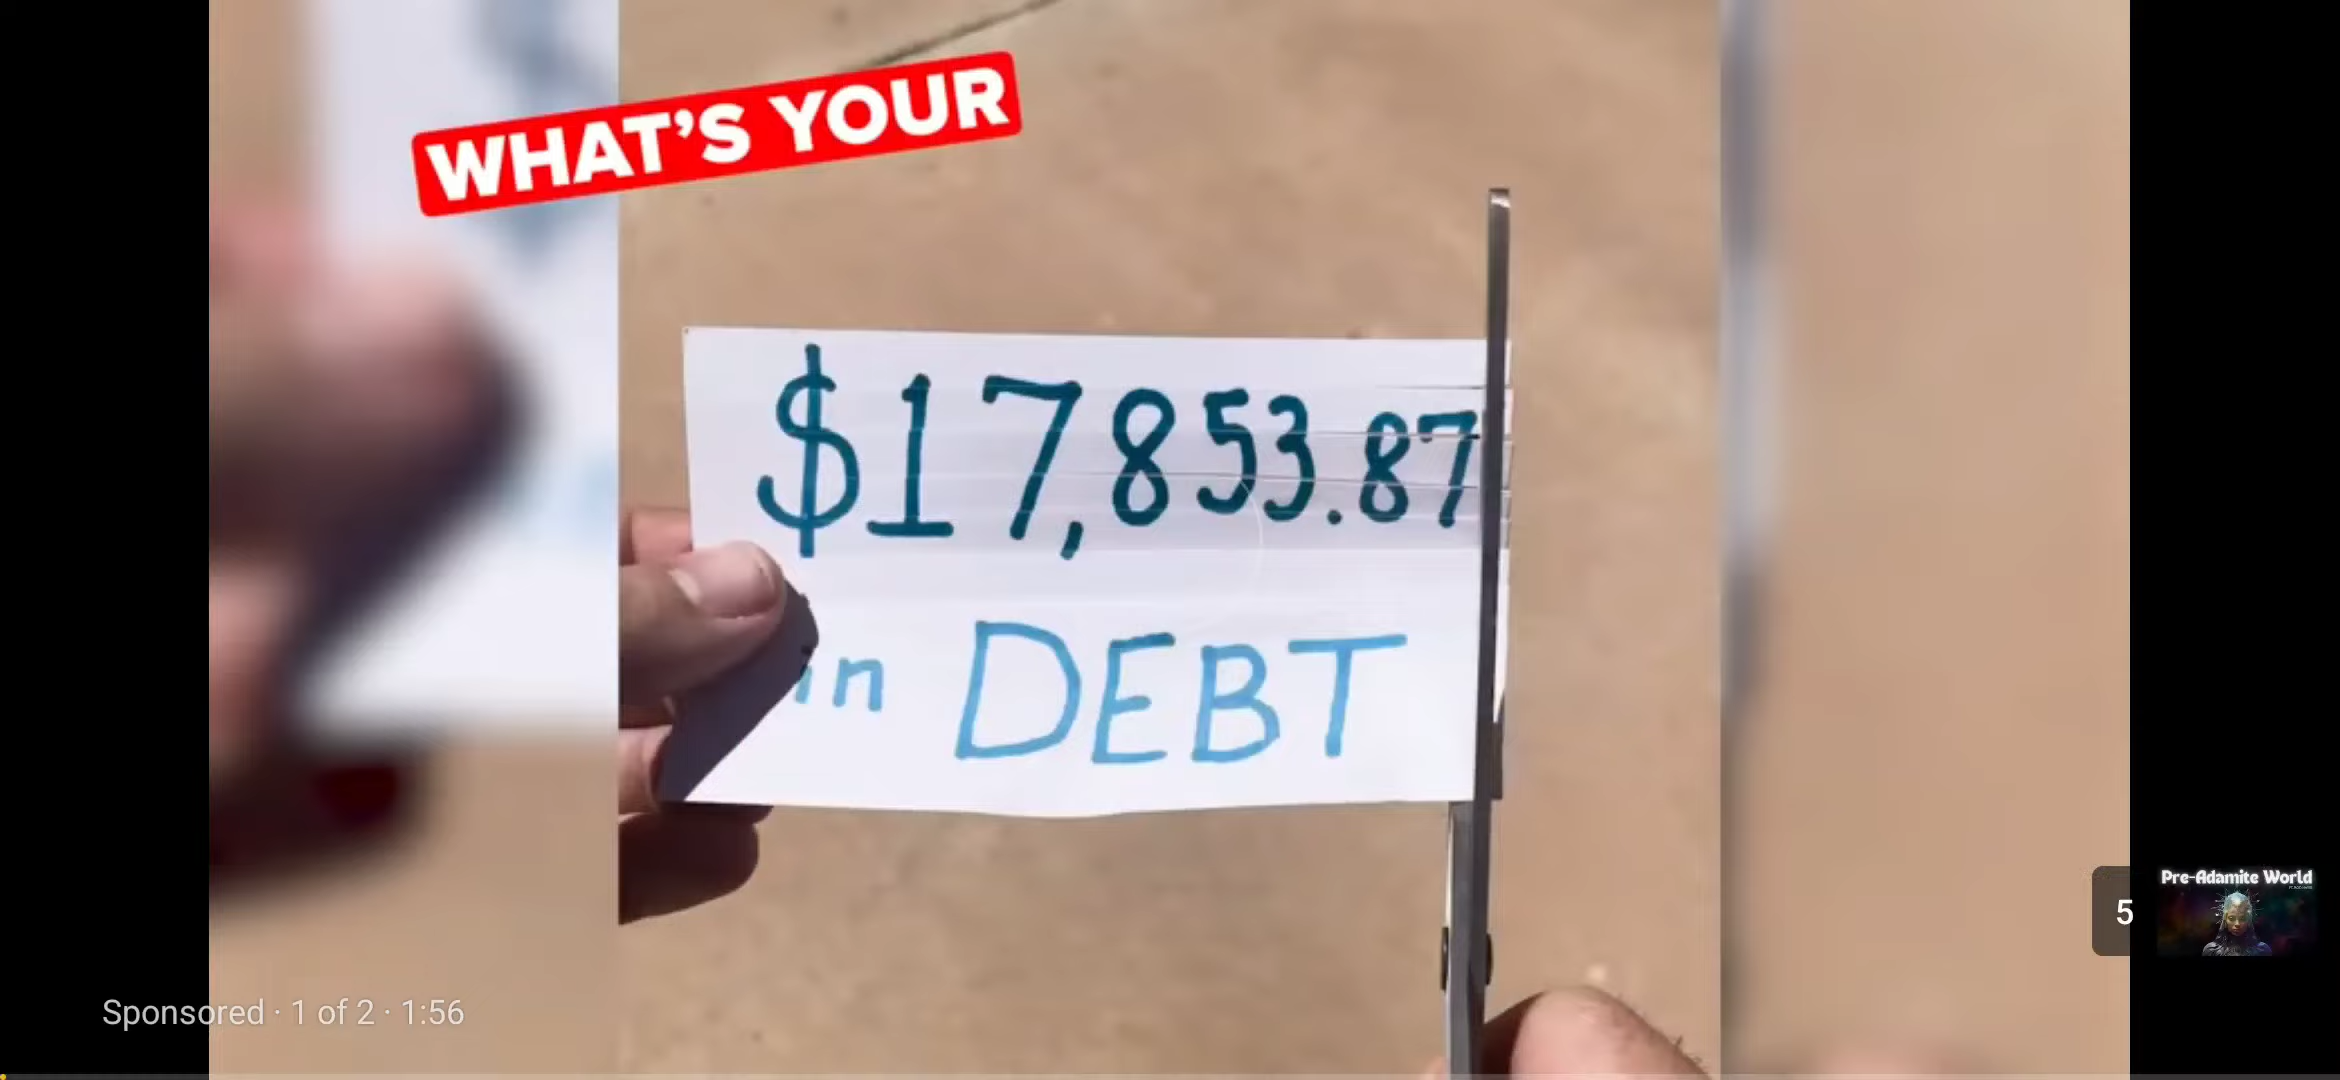 WHAT'S YOUR
$17,853.87
in DEBT
Pre-Adamite World
5
Sponsored · 1 of 2 · 1:56